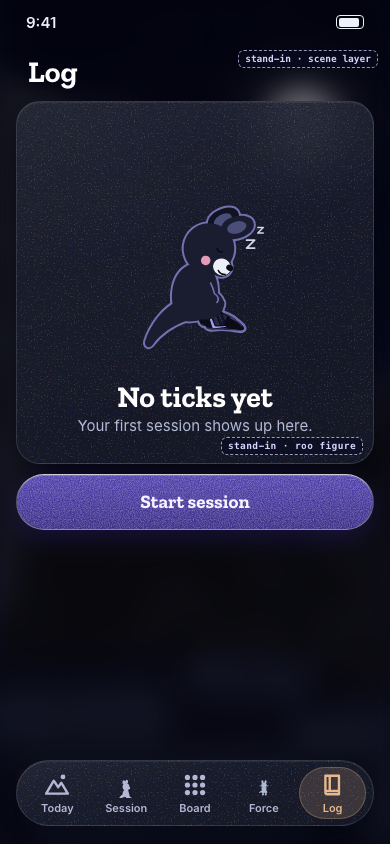 9:41
stand-in · scene layer
Log
z
z
No ticks yet
Your first session shows up here.
stand-in · roo figure
Start session
Today
Session
Board
Force
Log